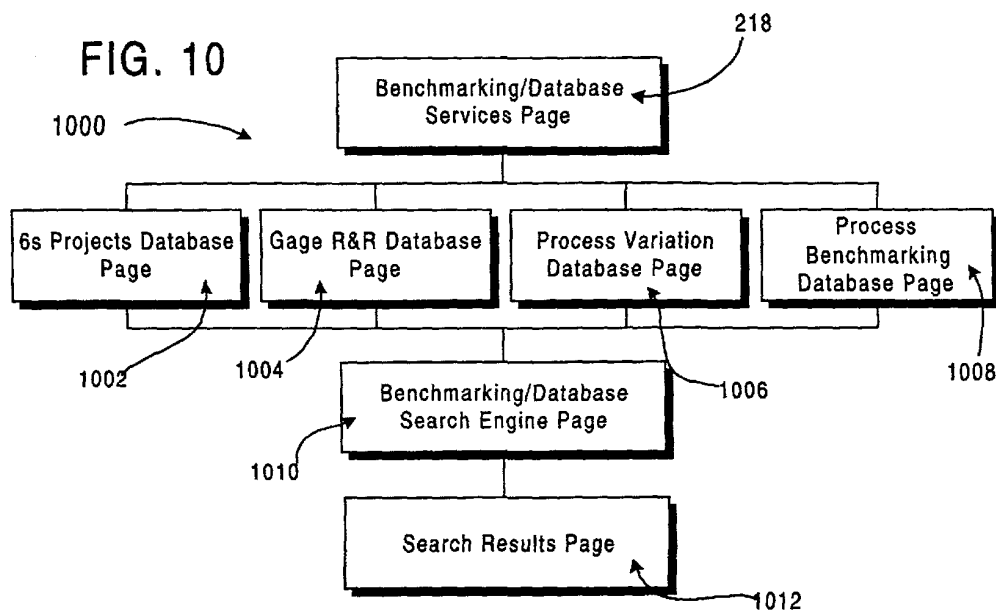 218
FIG. 10
Benchmarking/Database
Services Page
1000
6s Projects Database
Page
Gage R&R Database
Page
Process Variation
Database Page
Process
Benchmarking
Database Page
1002
1004
1006
1008
Benchmarking/Database
Search Engine Page
1010
Search Results Page
1012